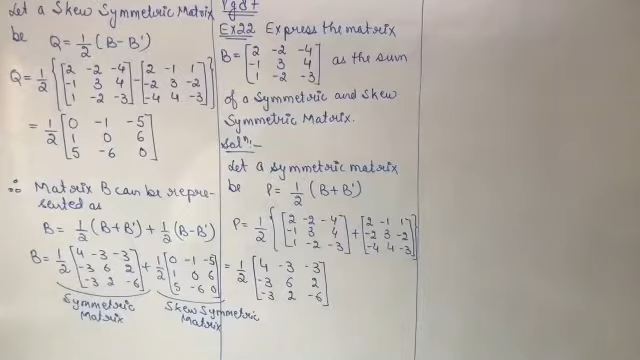 Pg 87
Ex22 Express the matrix
B = [2 -2 -4
-1 3 4
1 -2 -3] as the sum
of a Symmetric and Skew
Symmetric Matrix.
Soln:-
Let a symmetric matrix
be P = 1/2 (B+B')
P = 1/2 { [2 -2 -4
-1 3 4
1 -2 -3] + [2 -1 1
-2 3 -2
-4 4 -3] }
= 1/2 [4 -3 -3
-3 6 2
-3 2 -6]
Let a Skew Symmetric Matrix
be Q = 1/2 (B-B')
Q = 1/2 { [2 -2 -4
-1 3 4
1 -2 -3] - [2 -1 1
-2 3 -2
-4 4 -3] }
= 1/2 [0 -1 -5
1 0 6
5 -6 0]
∴ Matrix B can be repre-
sented as
B = 1/2 (B+B') + 1/2 (B-B')
B = 1/2 [4 -3 -3
-3 6 2
-3 2 -6] + 1/2 [0 -1 -5
1 0 6
5 -6 0]
Symmetric Matrix
Skew Symmetric Matrix